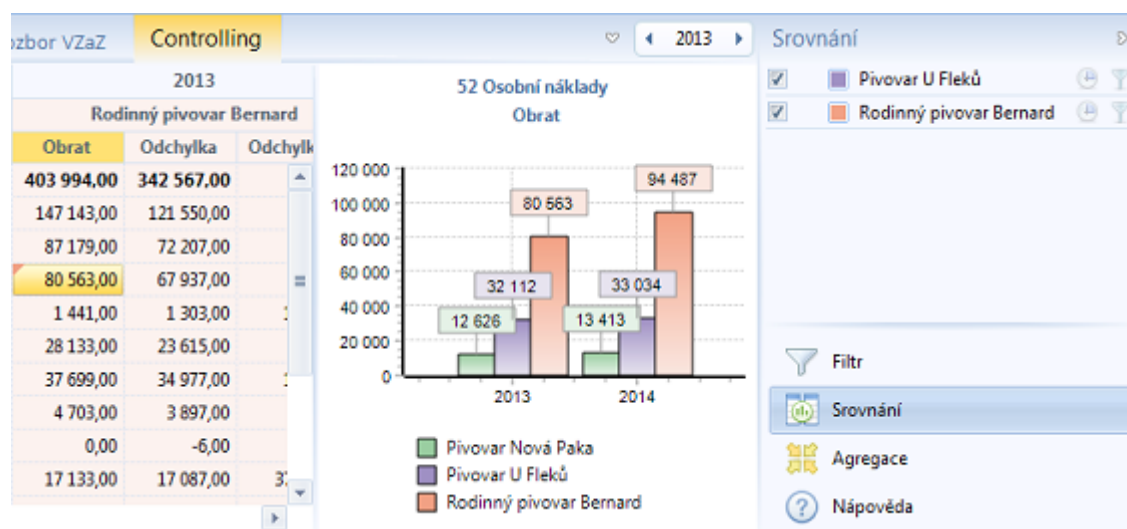 ozbor VZaZ
Controlling
2013
Srovnání
2013
Rodinný pivovar Bernard
Obrat Odchylka Odchylk
403 994,00 342 567,00
147 143,00 121 550,00
87 179,00 72 207,00
80 563,00 67 937,00
1 441,00 1 303,00
28 133,00 23 615,00
37 699,00 34 977,00
4 703,00 3 897,00
0,00 -6,00
17 133,00 17 087,00 3
52 Osobní náklady
Obrat
120 000
100 000
80 000
60 000
40 000
20 000
0
12 626
32 112
80 563
13 413
33 034
94 487
2013
2014
Pivovar Nová Paka
Pivovar U Fleků
Rodinný pivovar Bernard
Pivovar U Fleků
Rodinný pivovar Bernard
Filtr
Srovnání
Agregace
Nápověda